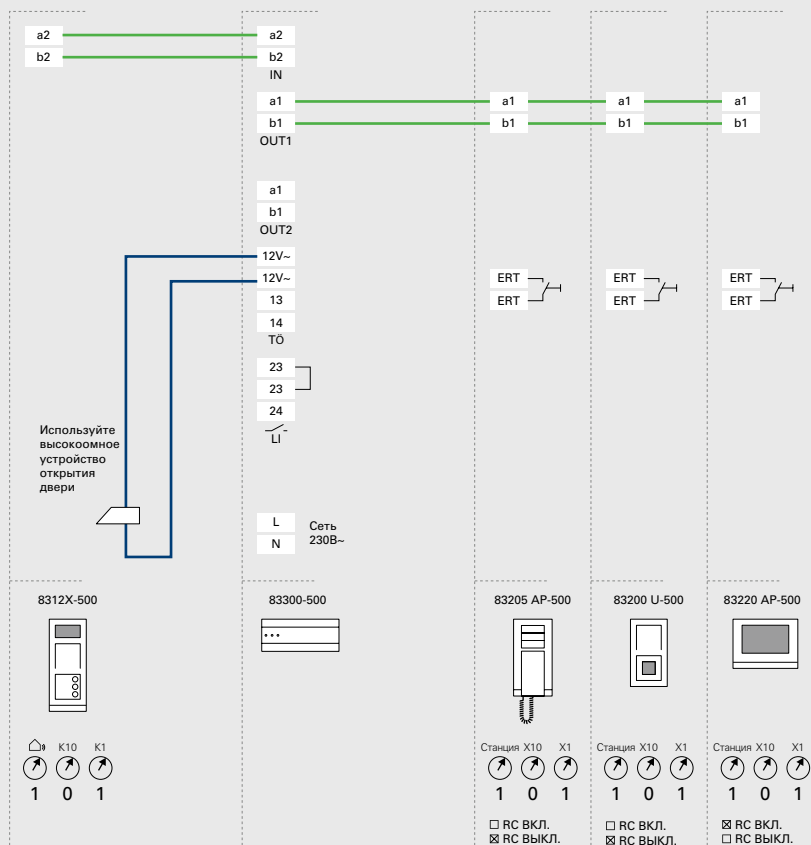 a2 a2
b2 b2
IN
a1 a1 a1 a1
b1 b1 b1 b1
OUT1
a1
b1
OUT2
12V~
12V~ ERT ERT ERT
13 ERT ERT ERT
14
TÖ
23
23
24
LI
Используйте
высокоомное
устройство
открытия
двери
L
N
Сеть
230В~
8312X-500 83300-500 83205 AP-500 83200 U-500 83220 AP-500
K10 K1 Станция X10 X1 Станция X10 X1 Станция X10 X1
1 0 1 1 0 1 1 0 1 1 0 1
☐ RC ВКЛ. ☐ RC ВКЛ. ☒ RC ВКЛ.
☒ RC ВЫКЛ. ☒ RC ВЫКЛ. ☐ RC ВЫКЛ.